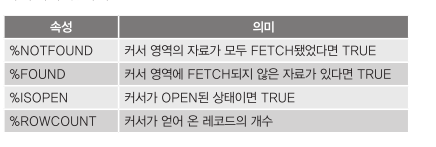 속성 의미
%NOTFOUND 커서 영역의 자료가 모두 FETCH됐었다면 TRUE
%FOUND 커서 영역에 FETCH되지 않은 자료가 있다면 TRUE
%ISOPEN 커서가 OPEN된 상태이면 TRUE
%ROWCOUNT 커서가 얻어 온 레코드의 개수